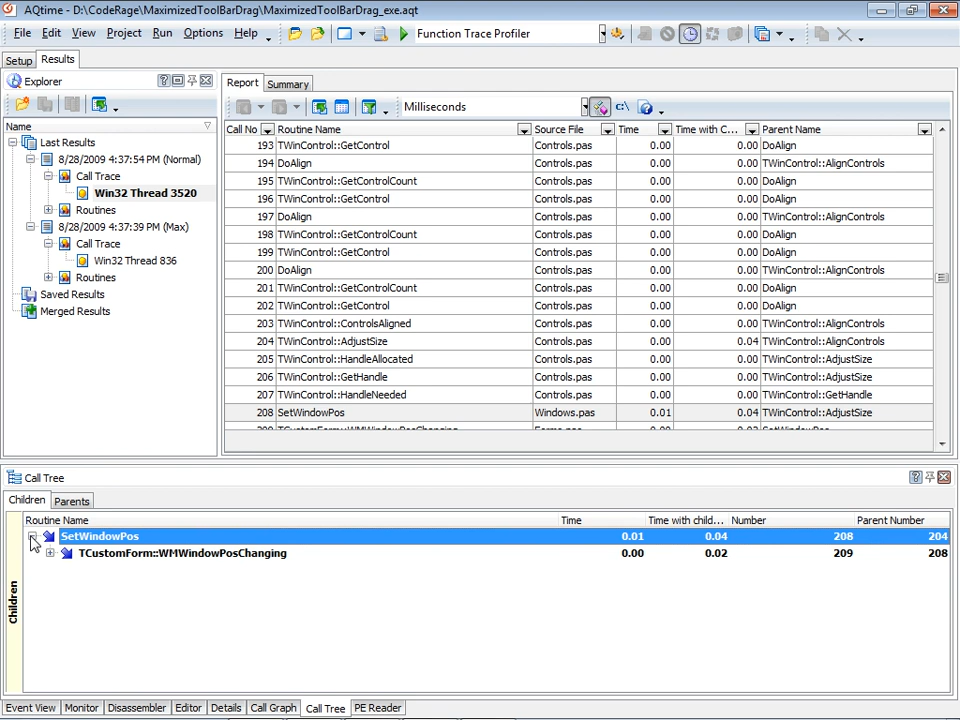 AQtime - D:\CodeRage\MaximizedToolBarDrag\MaximizedToolBarDrag_exe.aqt
File Edit View Project Run Options Help Function Trace Profiler
Setup Results
Explorer
Name
Last Results
8/28/2009 4:37:54 PM (Normal)
Call Trace
Win32 Thread 3520
Routines
8/28/2009 4:37:39 PM (Max)
Call Trace
Win32 Thread 836
Routines
Saved Results
Merged Results
Report Summary
Milliseconds c:\
Call No Routine Name Source File Time Time with C... Parent Name
193 TWinControl::GetControl Controls.pas 0.00 0.00 DoAlign
194 DoAlign Controls.pas 0.00 0.00 TWinControl::AlignControls
195 TWinControl::GetControlCount Controls.pas 0.00 0.00 DoAlign
196 TWinControl::GetControl Controls.pas 0.00 0.00 DoAlign
197 DoAlign Controls.pas 0.00 0.00 TWinControl::AlignControls
198 TWinControl::GetControlCount Controls.pas 0.00 0.00 DoAlign
199 TWinControl::GetControl Controls.pas 0.00 0.00 DoAlign
200 DoAlign Controls.pas 0.00 0.00 TWinControl::AlignControls
201 TWinControl::GetControlCount Controls.pas 0.00 0.00 DoAlign
202 TWinControl::GetControl Controls.pas 0.00 0.00 DoAlign
203 TWinControl::ControlsAligned Controls.pas 0.00 0.00 TWinControl::AlignControls
204 TWinControl::AdjustSize Controls.pas 0.00 0.04 TWinControl::AlignControls
205 TWinControl::HandleAllocated Controls.pas 0.00 0.00 TWinControl::AdjustSize
206 TWinControl::GetHandle Controls.pas 0.00 0.00 TWinControl::AdjustSize
207 TWinControl::HandleNeeded Controls.pas 0.00 0.00 TWinControl::GetHandle
208 SetWindowPos Windows.pas 0.01 0.04 TWinControl::AdjustSize
209 TCustomForm::WMWindowPosChanging Forms.pas 0.00 0.02 SetWindowPos
Call Tree
Children Parents
Routine Name Time Time with child... Number Parent Number
SetWindowPos 0.01 0.04 208 204
TCustomForm::WMWindowPosChanging 0.00 0.02 209 208
Children
Event View Monitor Disassembler Editor Details Call Graph Call Tree PE Reader